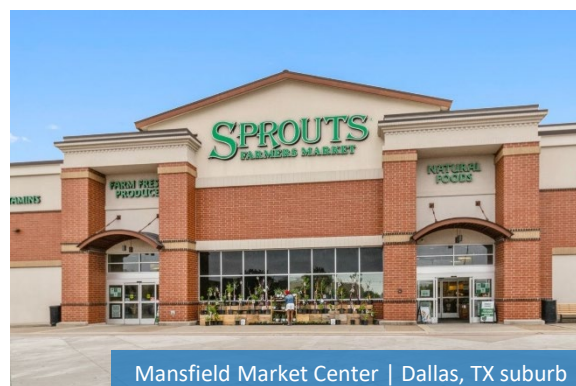 SPROUTS
FARMERS MARKET
FARM FRESH
PRODUCE
NATURAL
FOODS
AMINS
Mansfield Market Center | Dallas, TX suburb